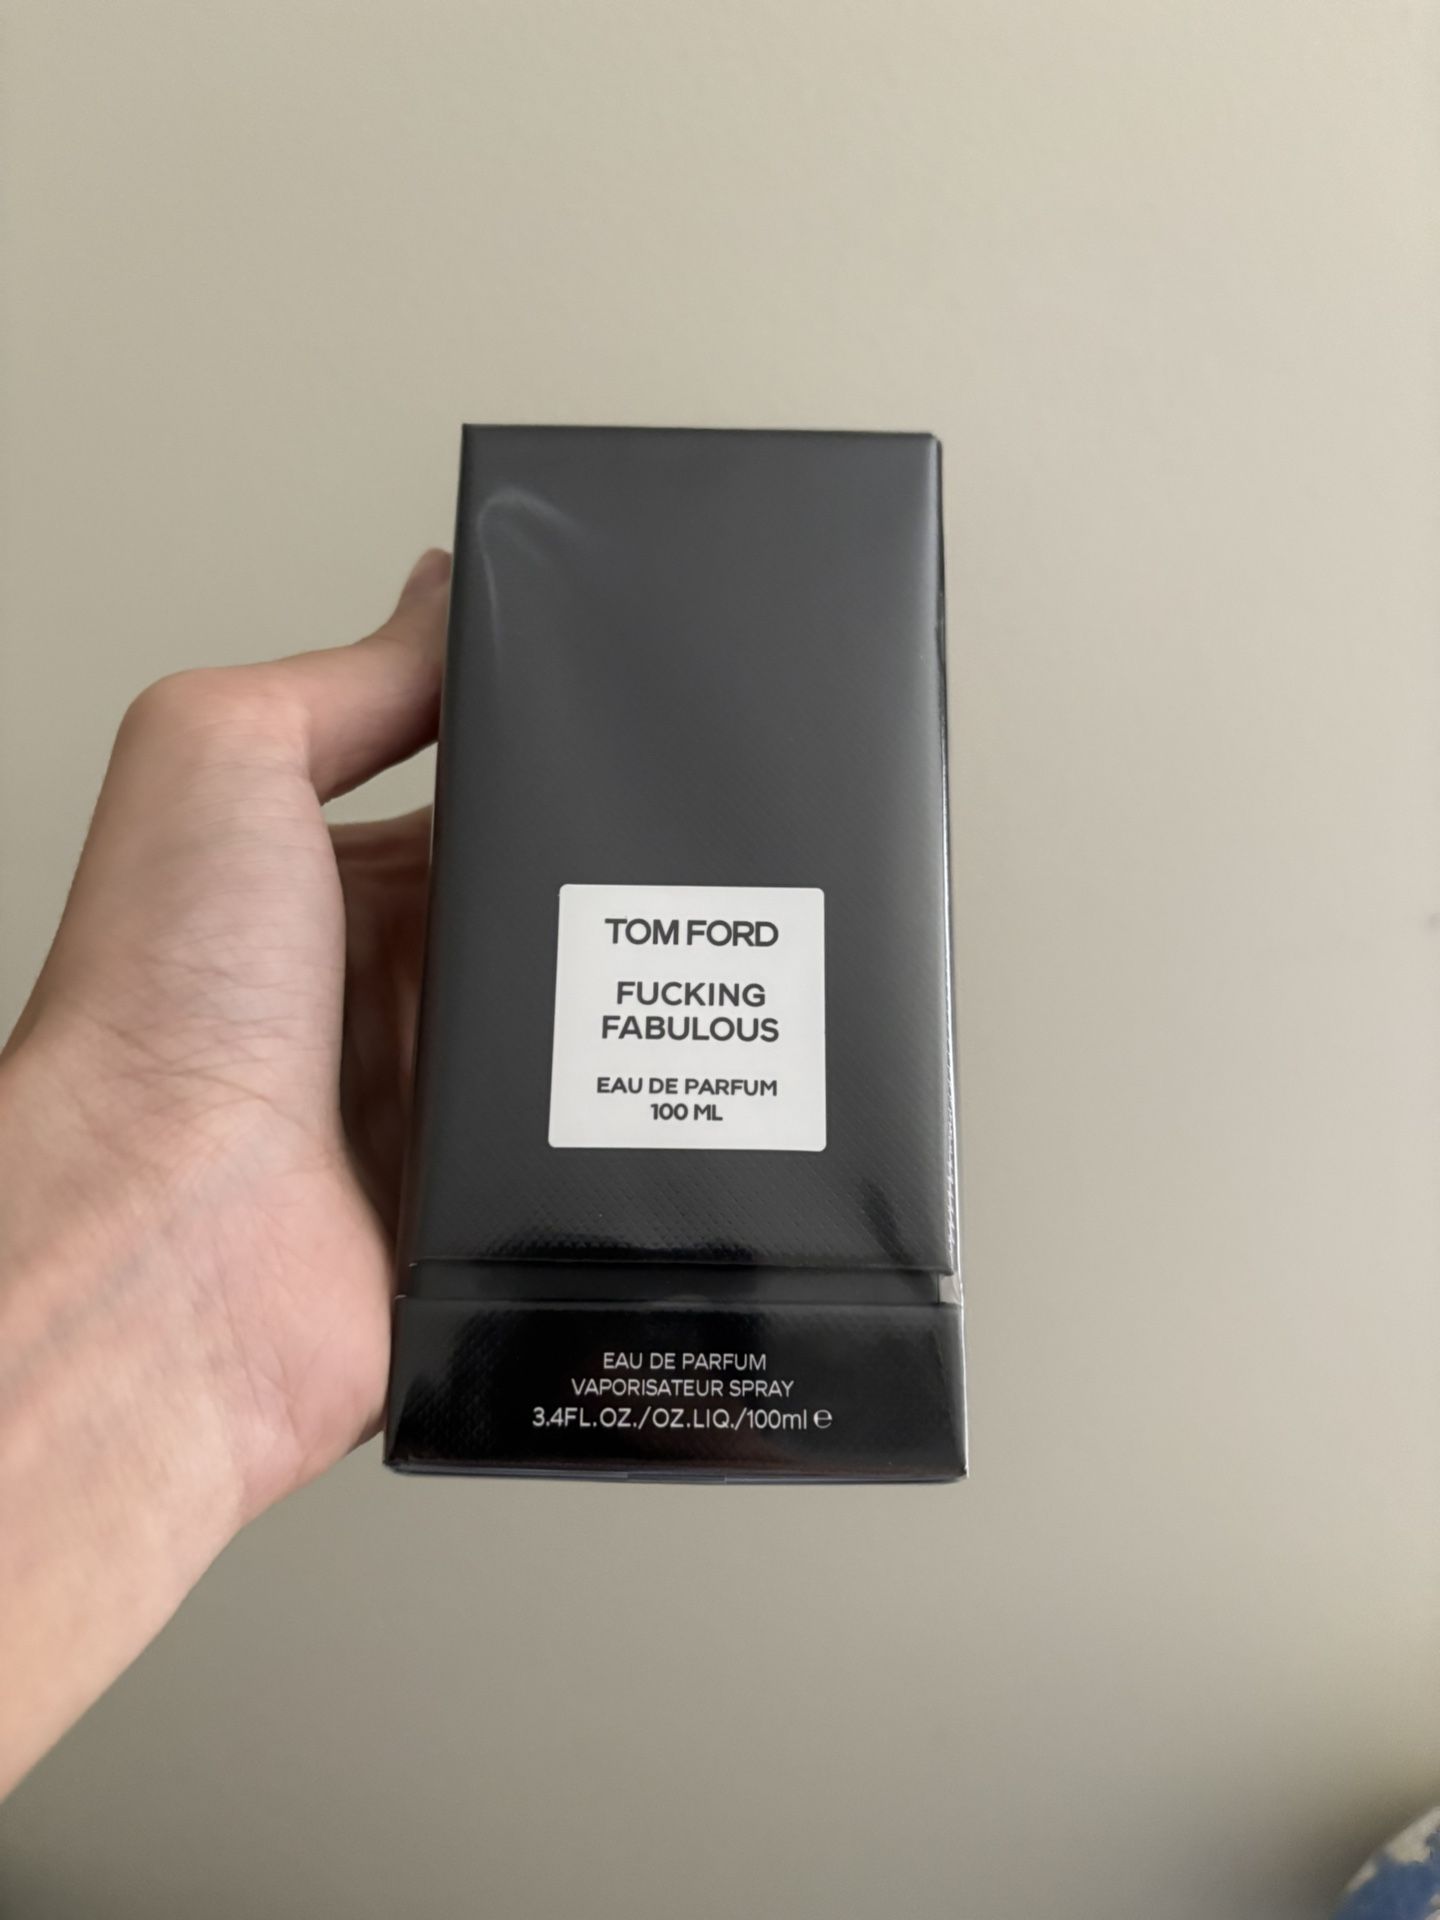 TOM FORD
FUCKING
FABULOUS
EAU DE PARFUM
100 ML
EAU DE PARFUM
VAPORISATEUR SPRAY
3.4FL.OZ./OZ.LIQ./100ml ℮